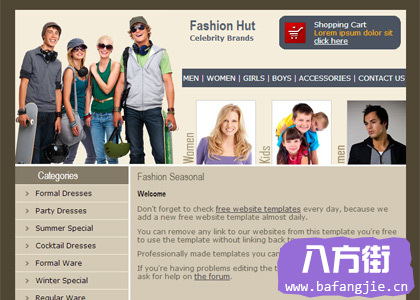 Fashion Hut
Celebrity Brands
Shopping Cart
Lorem ipsum dolor sit
click here
MEN | WOMEN | GIRLS | BOYS | ACCESSORIES | CONTACT US
Women
Kids
men
Categories
Formal Dresses
Party Dresses
Summer Special
Cocktail Dresses
Formal Ware
Winter Special
Regular Ware
Fashion Seasonal
Welcome
Don't forget to check free website templates every day, because we
add a new free website template almost daily.
You can remove any link to our websites from this template you're free
to use the template without linking back to
Professionally made templates you can
If you're having problems editing the
ask for help on the forum.
八方街
www.bafangjie.cn